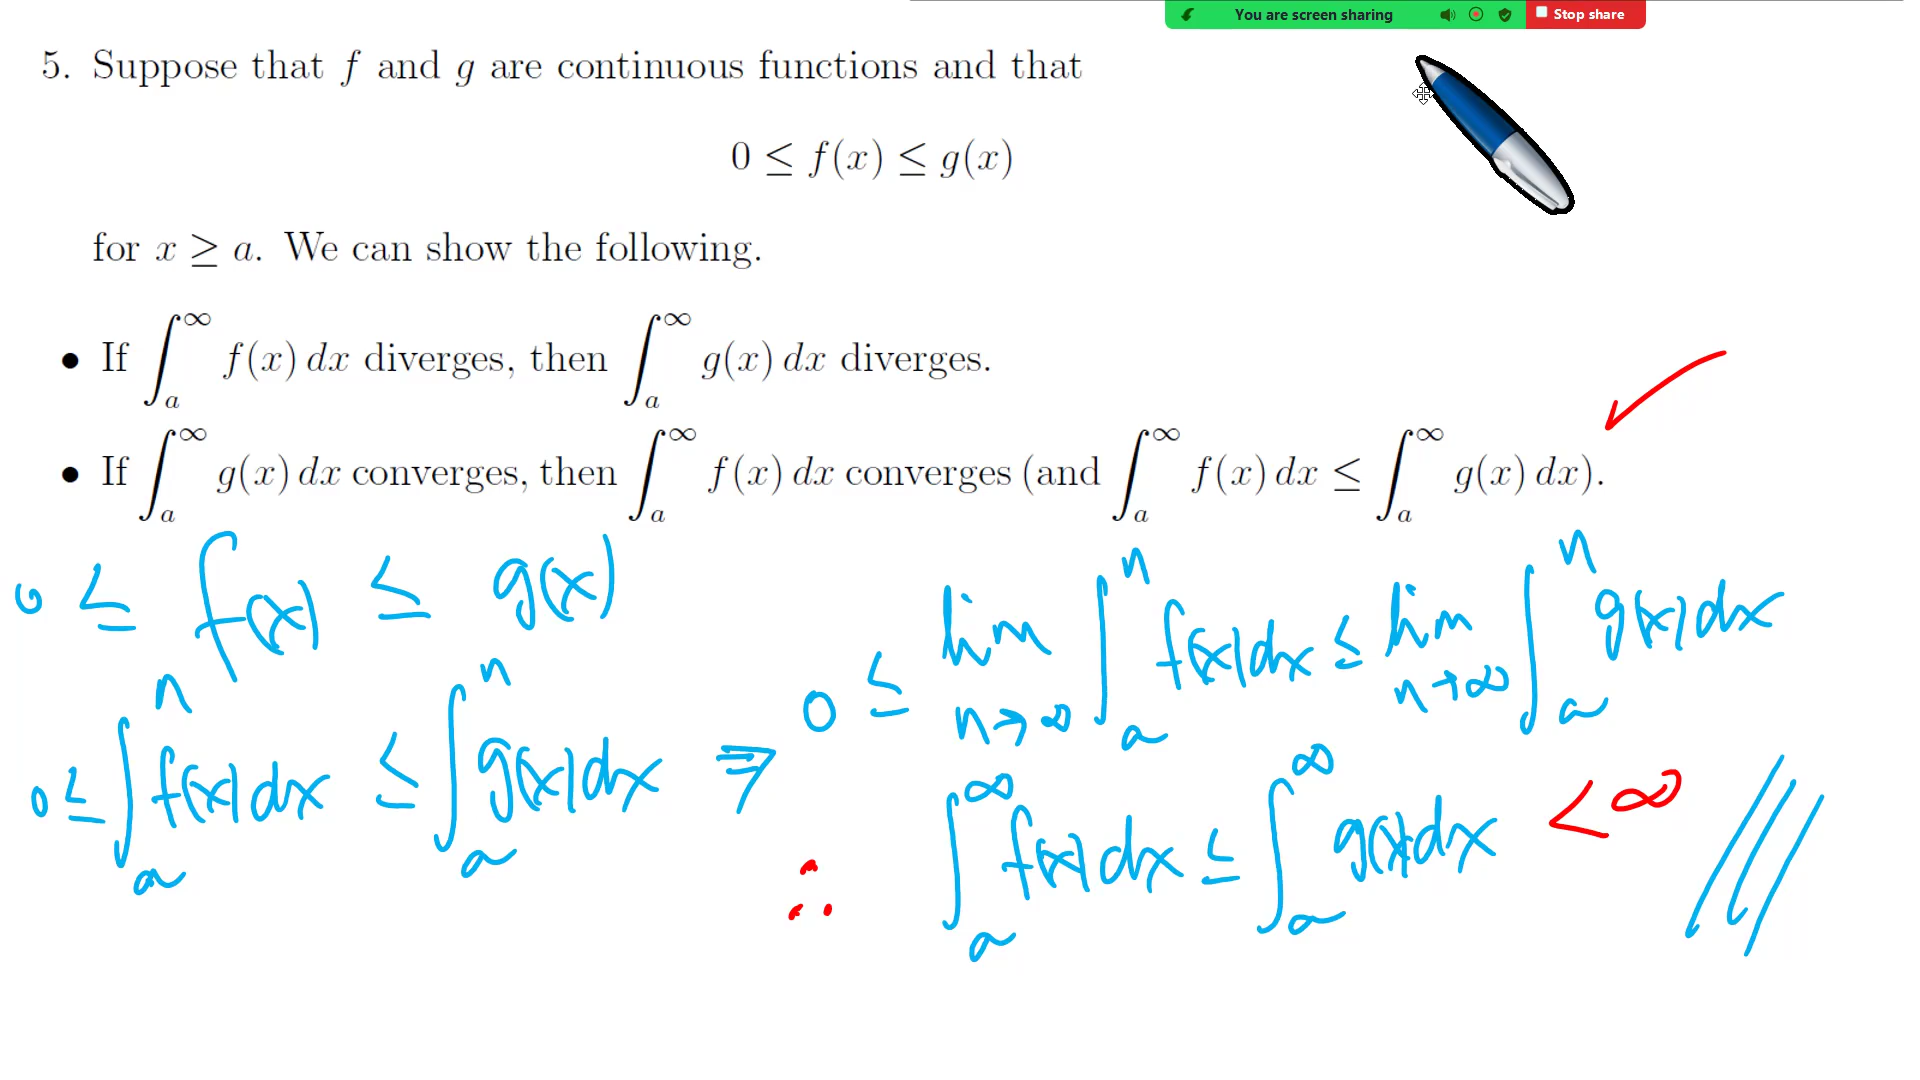 You are screen sharing Stop share
5. Suppose that f and g are continuous functions and that
0 ≤ f(x) ≤ g(x)
for x ≥ a. We can show the following.
• If ∫_a^∞ f(x) dx diverges, then ∫_a^∞ g(x) dx diverges.
• If ∫_a^∞ g(x) dx converges, then ∫_a^∞ f(x) dx converges (and ∫_a^∞ f(x) dx ≤ ∫_a^∞ g(x) dx).
0 ≤ f(x) ≤ g(x)
0 ≤ ∫_a^n f(x)dx ≤ ∫_a^n g(x)dx ⇒
0 ≤ lim_{n→∞} ∫_a^n f(x)dx ≤ lim_{n→∞} ∫_a^n g(x)dx
∴ ∫_a^∞ f(x)dx ≤ ∫_a^∞ g(x)dx < ∞